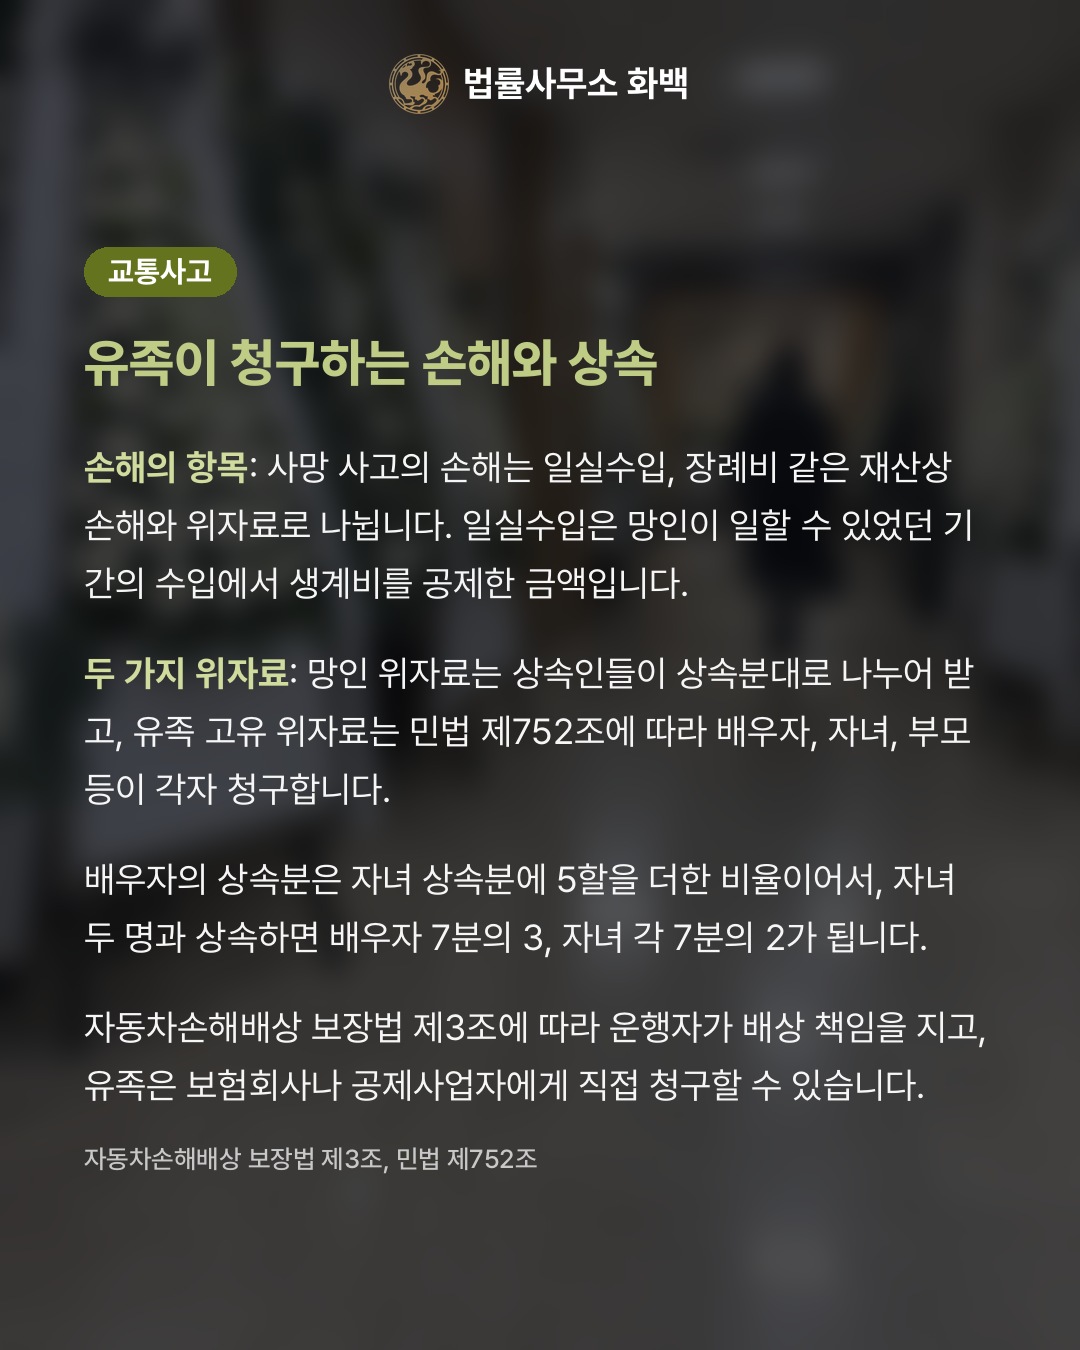 법률사무소 화백
교통사고
유족이 청구하는 손해와 상속
손해의 항목: 사망 사고의 손해는 일실수입, 장례비 같은 재산상
손해와 위자료로 나뉩니다. 일실수입은 망인이 일할 수 있었던 기
간의 수입에서 생계비를 공제한 금액입니다.
두 가지 위자료: 망인 위자료는 상속인들이 상속분대로 나누어 받
고, 유족 고유 위자료는 민법 제752조에 따라 배우자, 자녀, 부모
등이 각자 청구합니다.
배우자의 상속분은 자녀 상속분에 5할을 더한 비율이어서, 자녀
두 명과 상속하면 배우자 7분의 3, 자녀 각 7분의 2가 됩니다.
자동차손해배상 보장법 제3조에 따라 운행자가 배상 책임을 지고,
유족은 보험회사나 공제사업자에게 직접 청구할 수 있습니다.
자동차손해배상 보장법 제3조, 민법 제752조